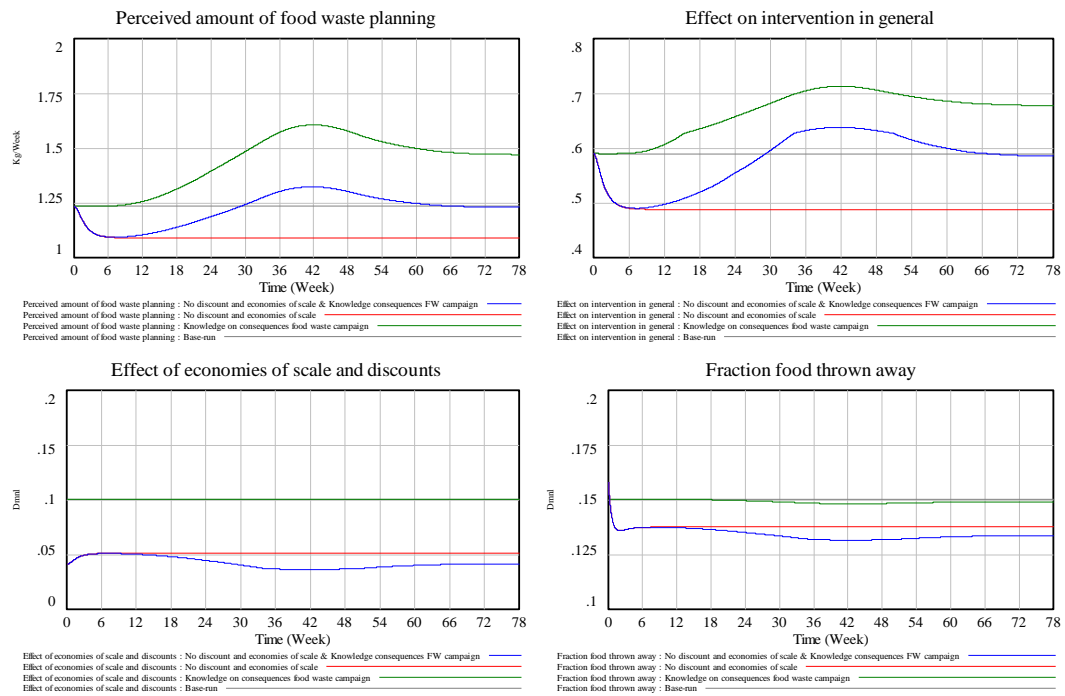 Perceived amount of food waste planning
2
1.75
1.5
1.25
1
Kg/Week
0 6 12 18 24 30 36 42 48 54 60 66 72 78
Time (Week)
Perceived amount of food waste planning : No discount and economies of scale & Knowledge consequences FW campaign
Perceived amount of food waste planning : No discount and economies of scale
Perceived amount of food waste planning : Knowledge on consequences food waste campaign
Perceived amount of food waste planning : Base-run
Effect on intervention in general
.8
.7
.6
.5
.4
0 6 12 18 24 30 36 42 48 54 60 66 72 78
Time (Week)
Effect on intervention in general : No discount and economies of scale & Knowledge consequences FW campaign
Effect on intervention in general : No discount and economies of scale
Effect on intervention in general : Knowledge on consequences food waste campaign
Effect on intervention in general : Base-run
Effect of economies of scale and discounts
.2
.15
.1
.05
0
Dmnl
0 6 12 18 24 30 36 42 48 54 60 66 72 78
Time (Week)
Effect of economies of scale and discounts : No discount and economies of scale & Knowledge consequences FW campaign
Effect of economies of scale and discounts : No discount and economies of scale
Effect of economies of scale and discounts : Knowledge on consequences food waste campaign
Effect of economies of scale and discounts : Base-run
Fraction food thrown away
.2
.175
.15
.125
.1
Dmnl
0 6 12 18 24 30 36 42 48 54 60 66 72 78
Time (Week)
Fraction food thrown away : No discount and economies of scale & Knowledge consequences FW campaign
Fraction food thrown away : No discount and economies of scale
Fraction food thrown away : Knowledge on consequences food waste campaign
Fraction food thrown away : Base-run